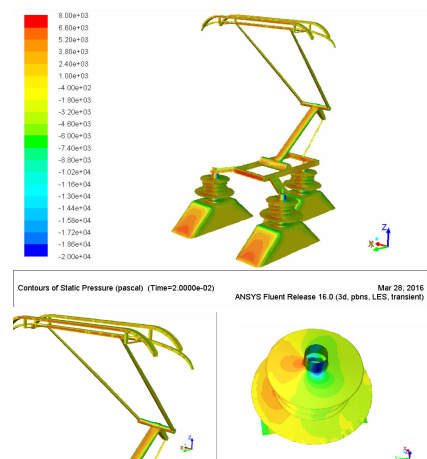 8.00e+03
6.60e+03
5.20e+03
3.80e+03
2.40e+03
1.00e+03
-4.00e+02
-1.80e+03
-3.20e+03
-4.60e+03
-6.00e+03
-7.40e+03
-8.80e+03
-1.02e+04
-1.16e+04
-1.30e+04
-1.44e+04
-1.58e+04
-1.72e+04
-1.86e+04
-2.00e+04
Z
X
Contours of Static Pressure (pascal) (Time=2.0000e-02)
Mar 28, 2016
ANSYS Fluent Release 16.0 (3d, pbns, LES, transient)